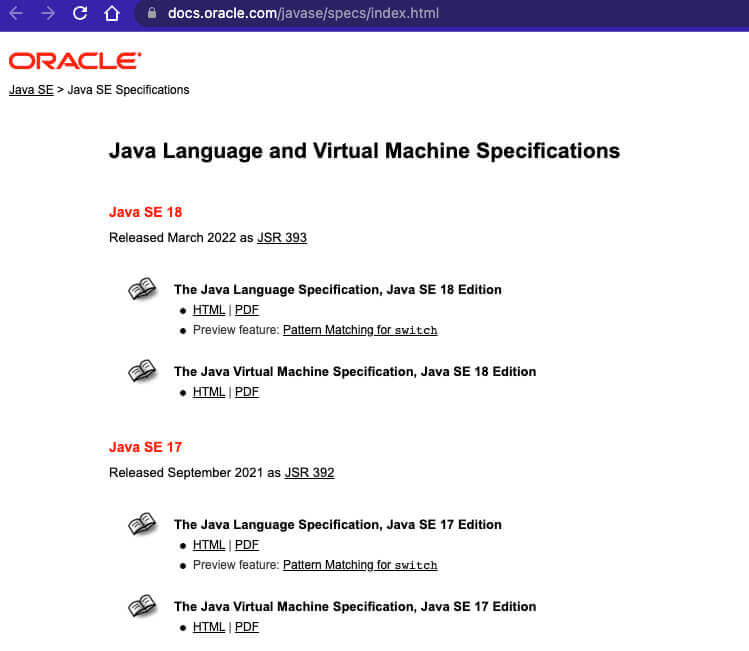 docs.oracle.com/javase/specs/index.html
ORACLE
Java SE > Java SE Specifications
Java Language and Virtual Machine Specifications
Java SE 18
Released March 2022 as JSR 393
The Java Language Specification, Java SE 18 Edition
● HTML | PDF
● Preview feature: Pattern Matching for switch
The Java Virtual Machine Specification, Java SE 18 Edition
● HTML | PDF
Java SE 17
Released September 2021 as JSR 392
The Java Language Specification, Java SE 17 Edition
● HTML | PDF
● Preview feature: Pattern Matching for switch
The Java Virtual Machine Specification, Java SE 17 Edition
● HTML | PDF